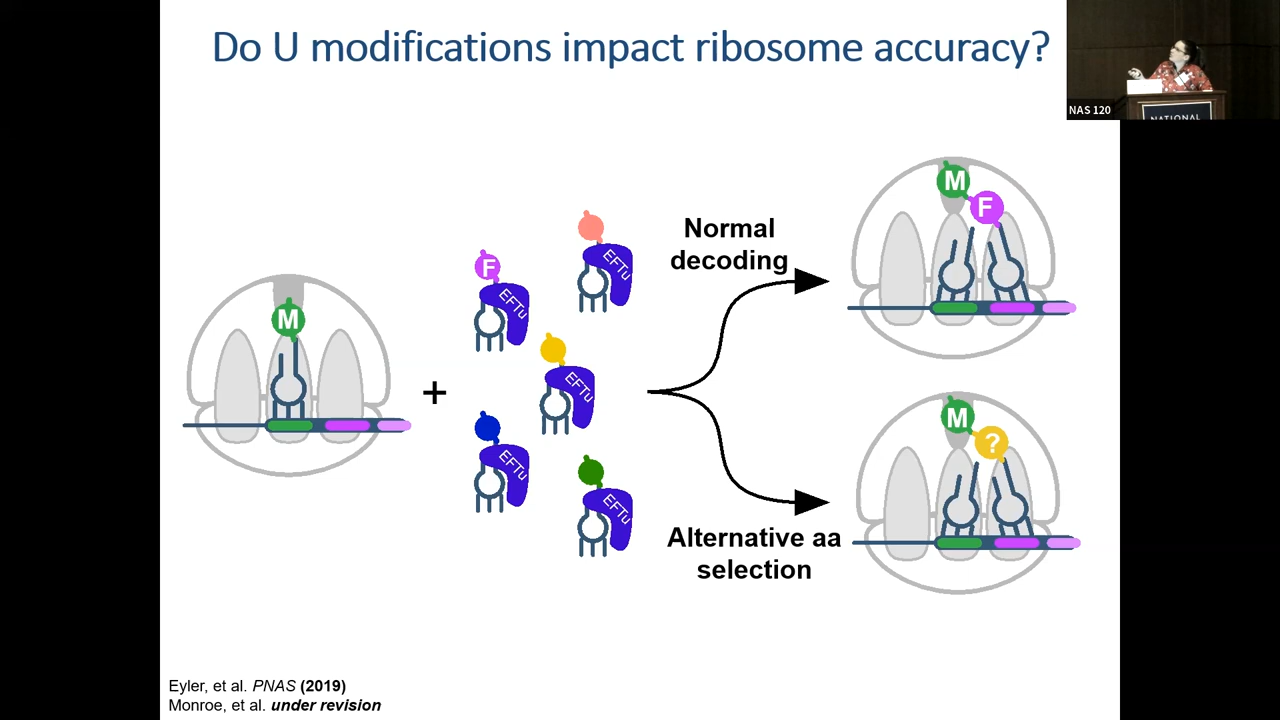 Do U modifications impact ribosome accuracy?
NAS 120
NATIONAL
M
+
F
EFTu
EFTu
EFTu
EFTu
EFTu
Normal
decoding
Alternative aa
selection
M
F
M
?
Eyler, et al. PNAS (2019)
Monroe, et al. under revision